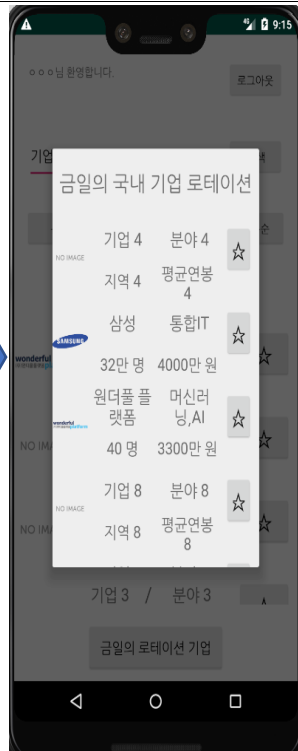 9:15
ㅇㅇㅇ님 환영합니다.
로그아웃
기업
금일의 국내 기업 로테이션
NO IMAGE
기업 4
분야 4
지역 4
평균연봉
4
SAMSUNG
삼성
통합IT
32만 명
4000만 원
wonderful
wonderful
원더풀 플
랫폼
머신러
닝,AI
40 명
3300만 원
NO IMAGE
기업 8
분야 8
지역 8
평균연봉
8
NO IM
NO IM
기업 3 / 분야 3
금일의 로테이션 기업